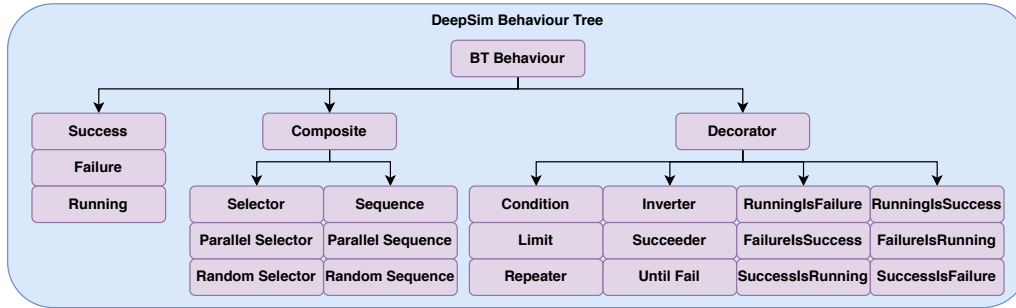 DeepSim Behaviour Tree
BT Behaviour
Success
Failure
Running
Composite
Selector
Parallel Selector
Random Selector
Sequence
Parallel Sequence
Random Sequence
Decorator
Condition
Limit
Repeater
Inverter
Succeeder
Until Fail
RunningIsFailure
FailureIsSuccess
SuccessIsRunning
RunningIsSuccess
FailureIsRunning
SuccessIsFailure